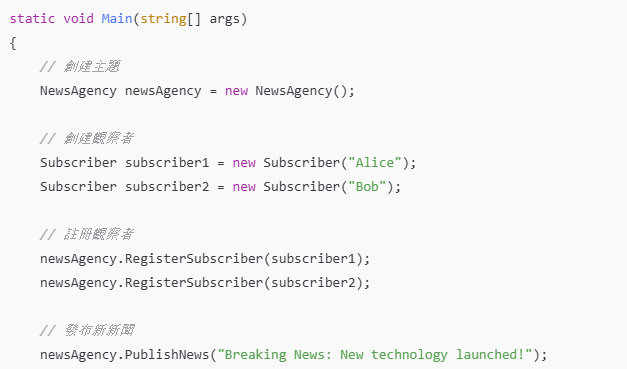 static void Main(string[] args)
{
// 創建主題
NewsAgency newsAgency = new NewsAgency();
// 創建觀察者
Subscriber subscriber1 = new Subscriber("Alice");
Subscriber subscriber2 = new Subscriber("Bob");
// 註冊觀察者
newsAgency.RegisterSubscriber(subscriber1);
newsAgency.RegisterSubscriber(subscriber2);
// 發布新新聞
newsAgency.PublishNews("Breaking News: New technology launched!");